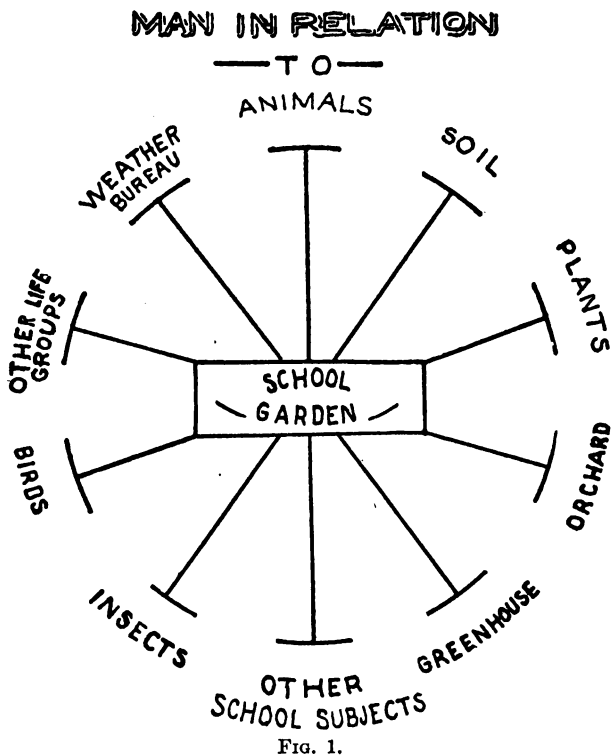 MAN IN RELATION
TO
ANIMALS
SOIL
PLANTS
ORCHARD
GREENHOUSE
OTHER
SCHOOL SUBJECTS
INSECTS
BIRDS
OTHER LIFE
GROUPS
WEATHER
BUREAU
SCHOOL
GARDEN
FIG. 1.